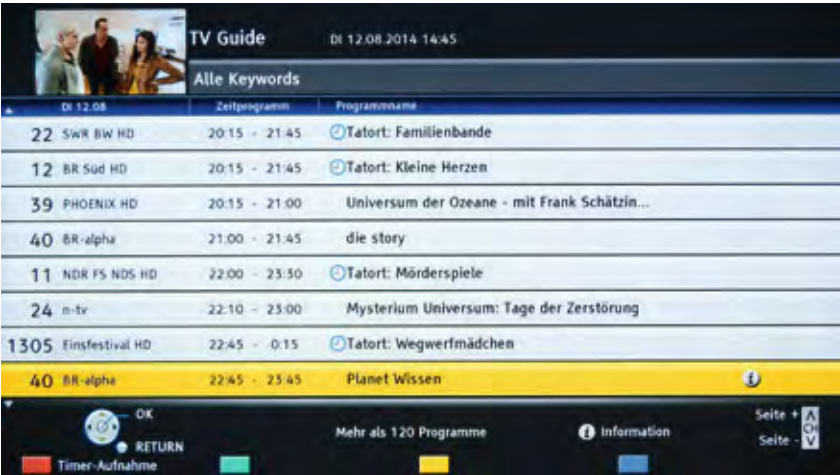 TV Guide DI 12.08.2014 14:45
Alle Keywords
DI 12.08 Zeitprogramm Programmname
22 SWR BW HD 20:15 - 21:45 Tatort: Familienbande
12 BR Süd HD 20:15 - 21:45 Tatort: Kleine Herzen
39 PHOENIX HD 20:15 - 21:00 Universum der Ozeane - mit Frank Schätzin...
40 BR-alpha 21:00 - 21:45 die story
11 NDR FS NDS HD 22:00 - 23:30 Tatort: Mörderspiele
24 n-tv 22:10 - 23:00 Mysterium Universum: Tage der Zerstörung
1305 Einsfestival HD 22:45 - 0:15 Tatort: Wegwerfmädchen
40 BR-alpha 22:45 - 23:45 Planet Wissen i
OK
RETURN
Mehr als 120 Programme
i Information
Seite + CH
Seite -
Timer-Aufnahme